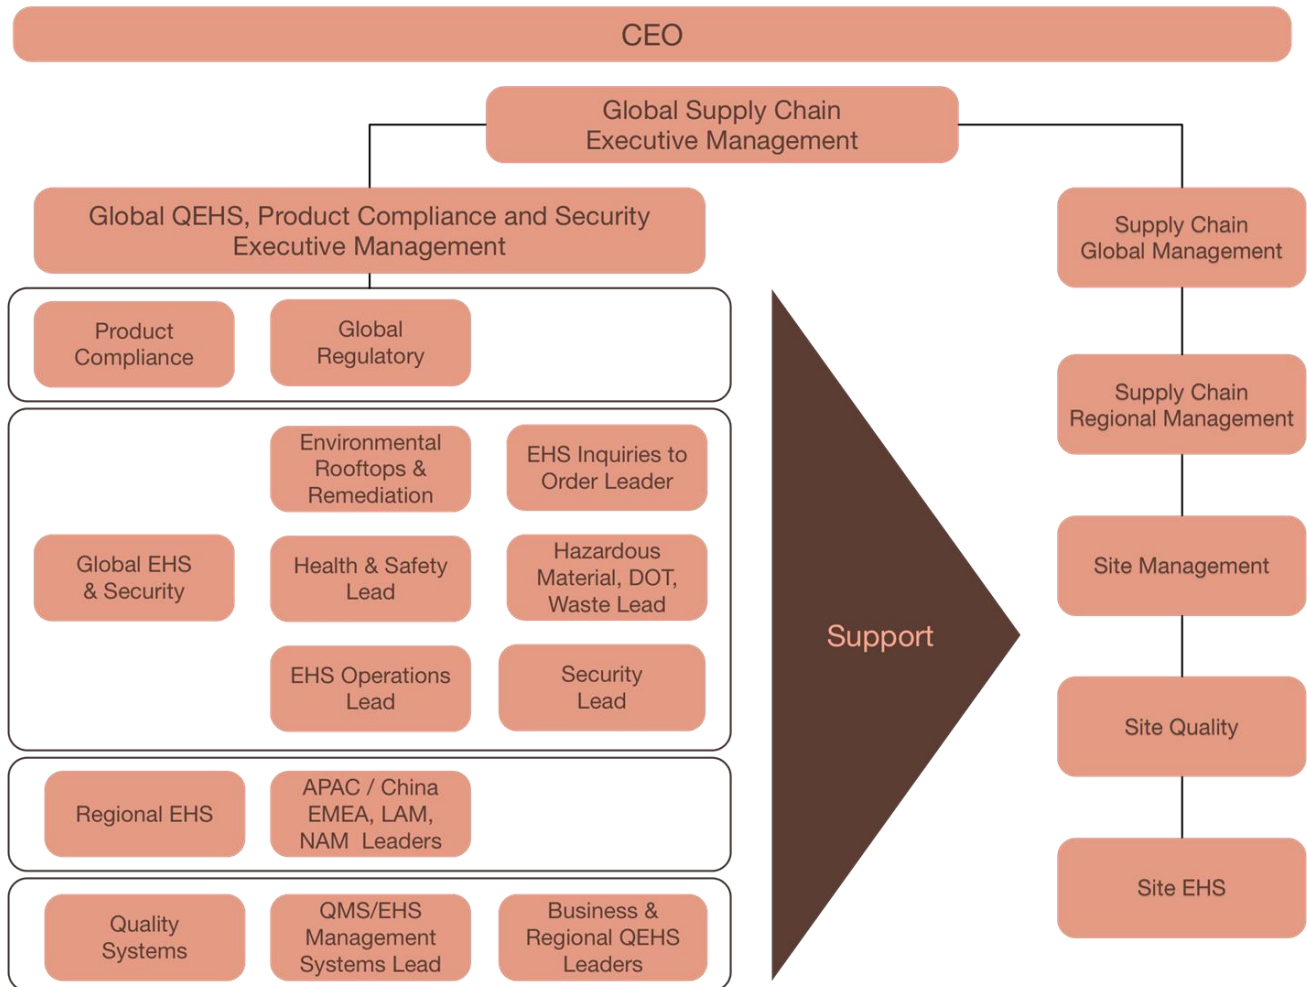 CEO
Global Supply Chain
Executive Management
Global QEHS, Product Compliance and Security
Executive Management
Product
Compliance
Global
Regulatory
Environmental
Rooftops &
Remediation
EHS Inquiries to
Order Leader
Global EHS
& Security
Health & Safety
Lead
Hazardous
Material, DOT,
Waste Lead
EHS Operations
Lead
Security
Lead
Regional EHS
APAC / China
EMEA, LAM,
NAM Leaders
Quality
Systems
QMS/EHS
Management
Systems Lead
Business &
Regional QEHS
Leaders
Support
Supply Chain
Global Management
Supply Chain
Regional Management
Site Management
Site Quality
Site EHS